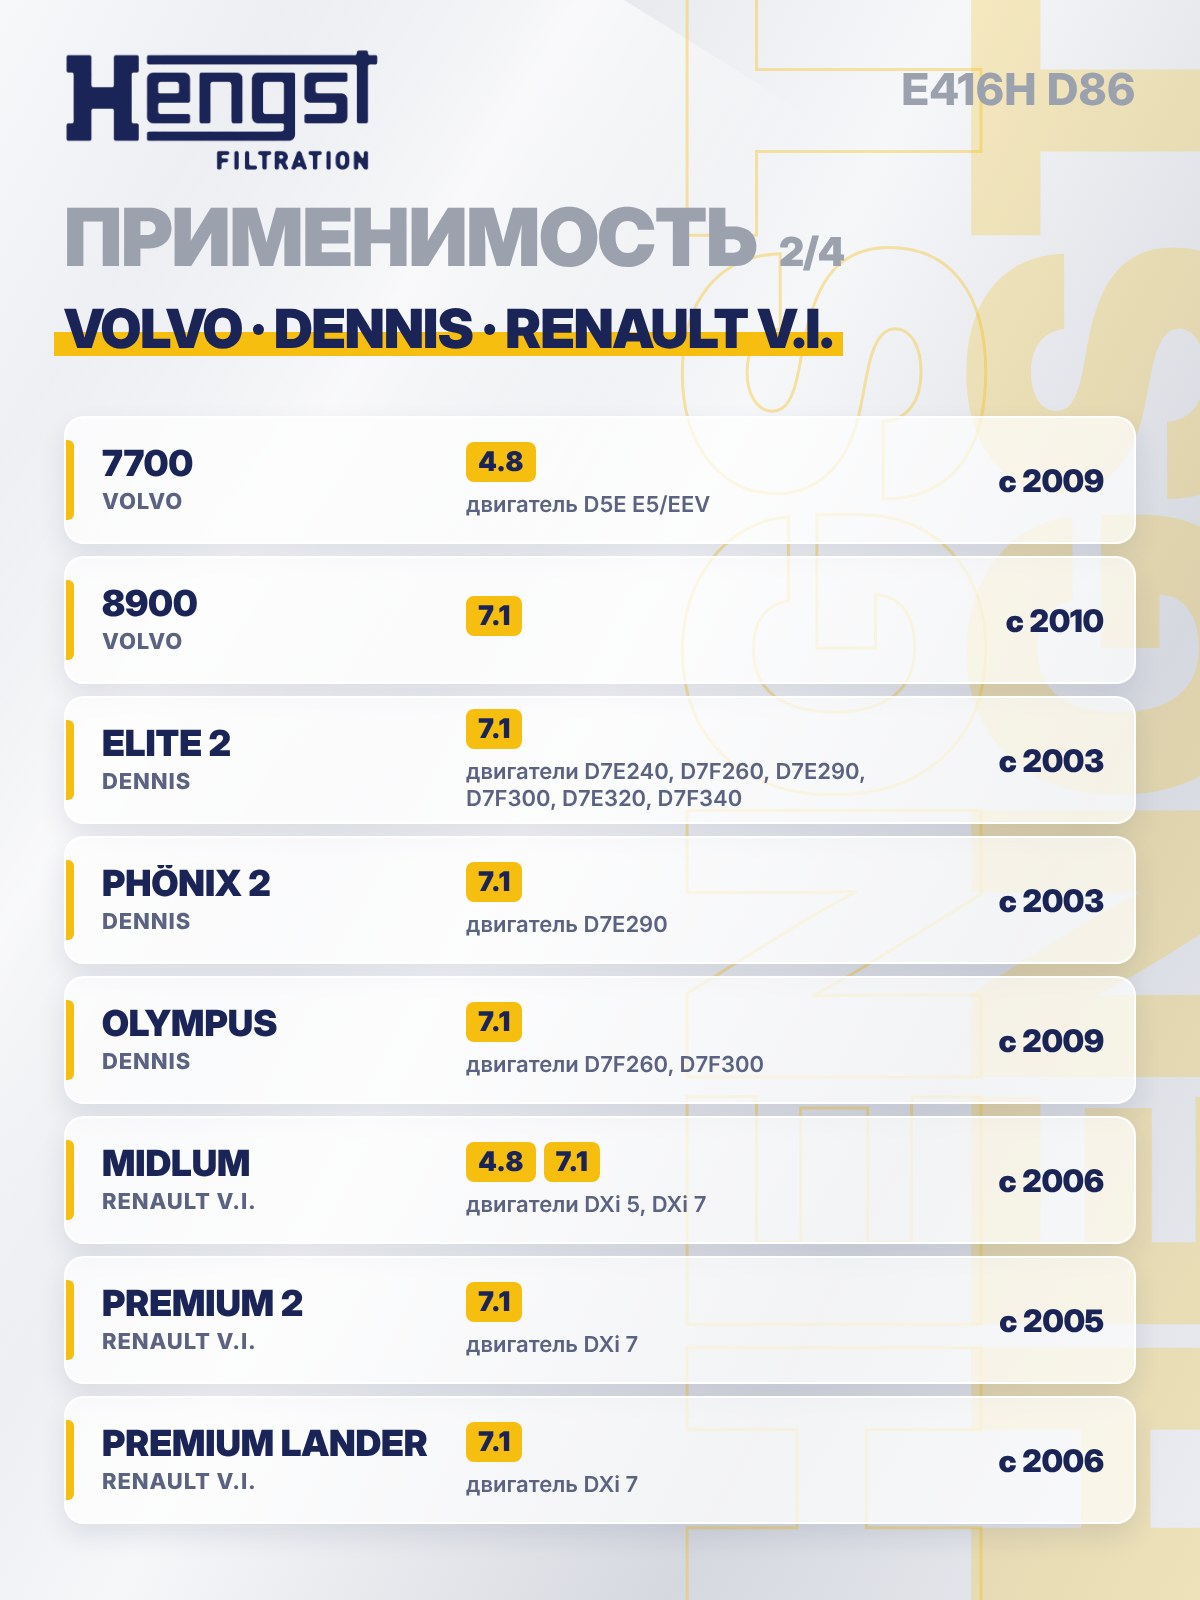 Hengst
FILTRATION
E416H D86
ПРИМЕНИМОСТЬ 2/4
VOLVO · DENNIS · RENAULT V.I.
7700
VOLVO
4.8
двигатель D5E E5/EEV
с 2009
8900
VOLVO
7.1
с 2010
ELITE 2
DENNIS
7.1
двигатели D7E240, D7F260, D7E290,
D7F300, D7E320, D7F340
с 2003
PHÖNIX 2
DENNIS
7.1
двигатель D7E290
с 2003
OLYMPUS
DENNIS
7.1
двигатели D7F260, D7F300
с 2009
MIDLUM
RENAULT V.I.
4.8 7.1
двигатели DXi 5, DXi 7
с 2006
PREMIUM 2
RENAULT V.I.
7.1
двигатель DXi 7
с 2005
PREMIUM LANDER
RENAULT V.I.
7.1
двигатель DXi 7
с 2006
HENGST
HENGST